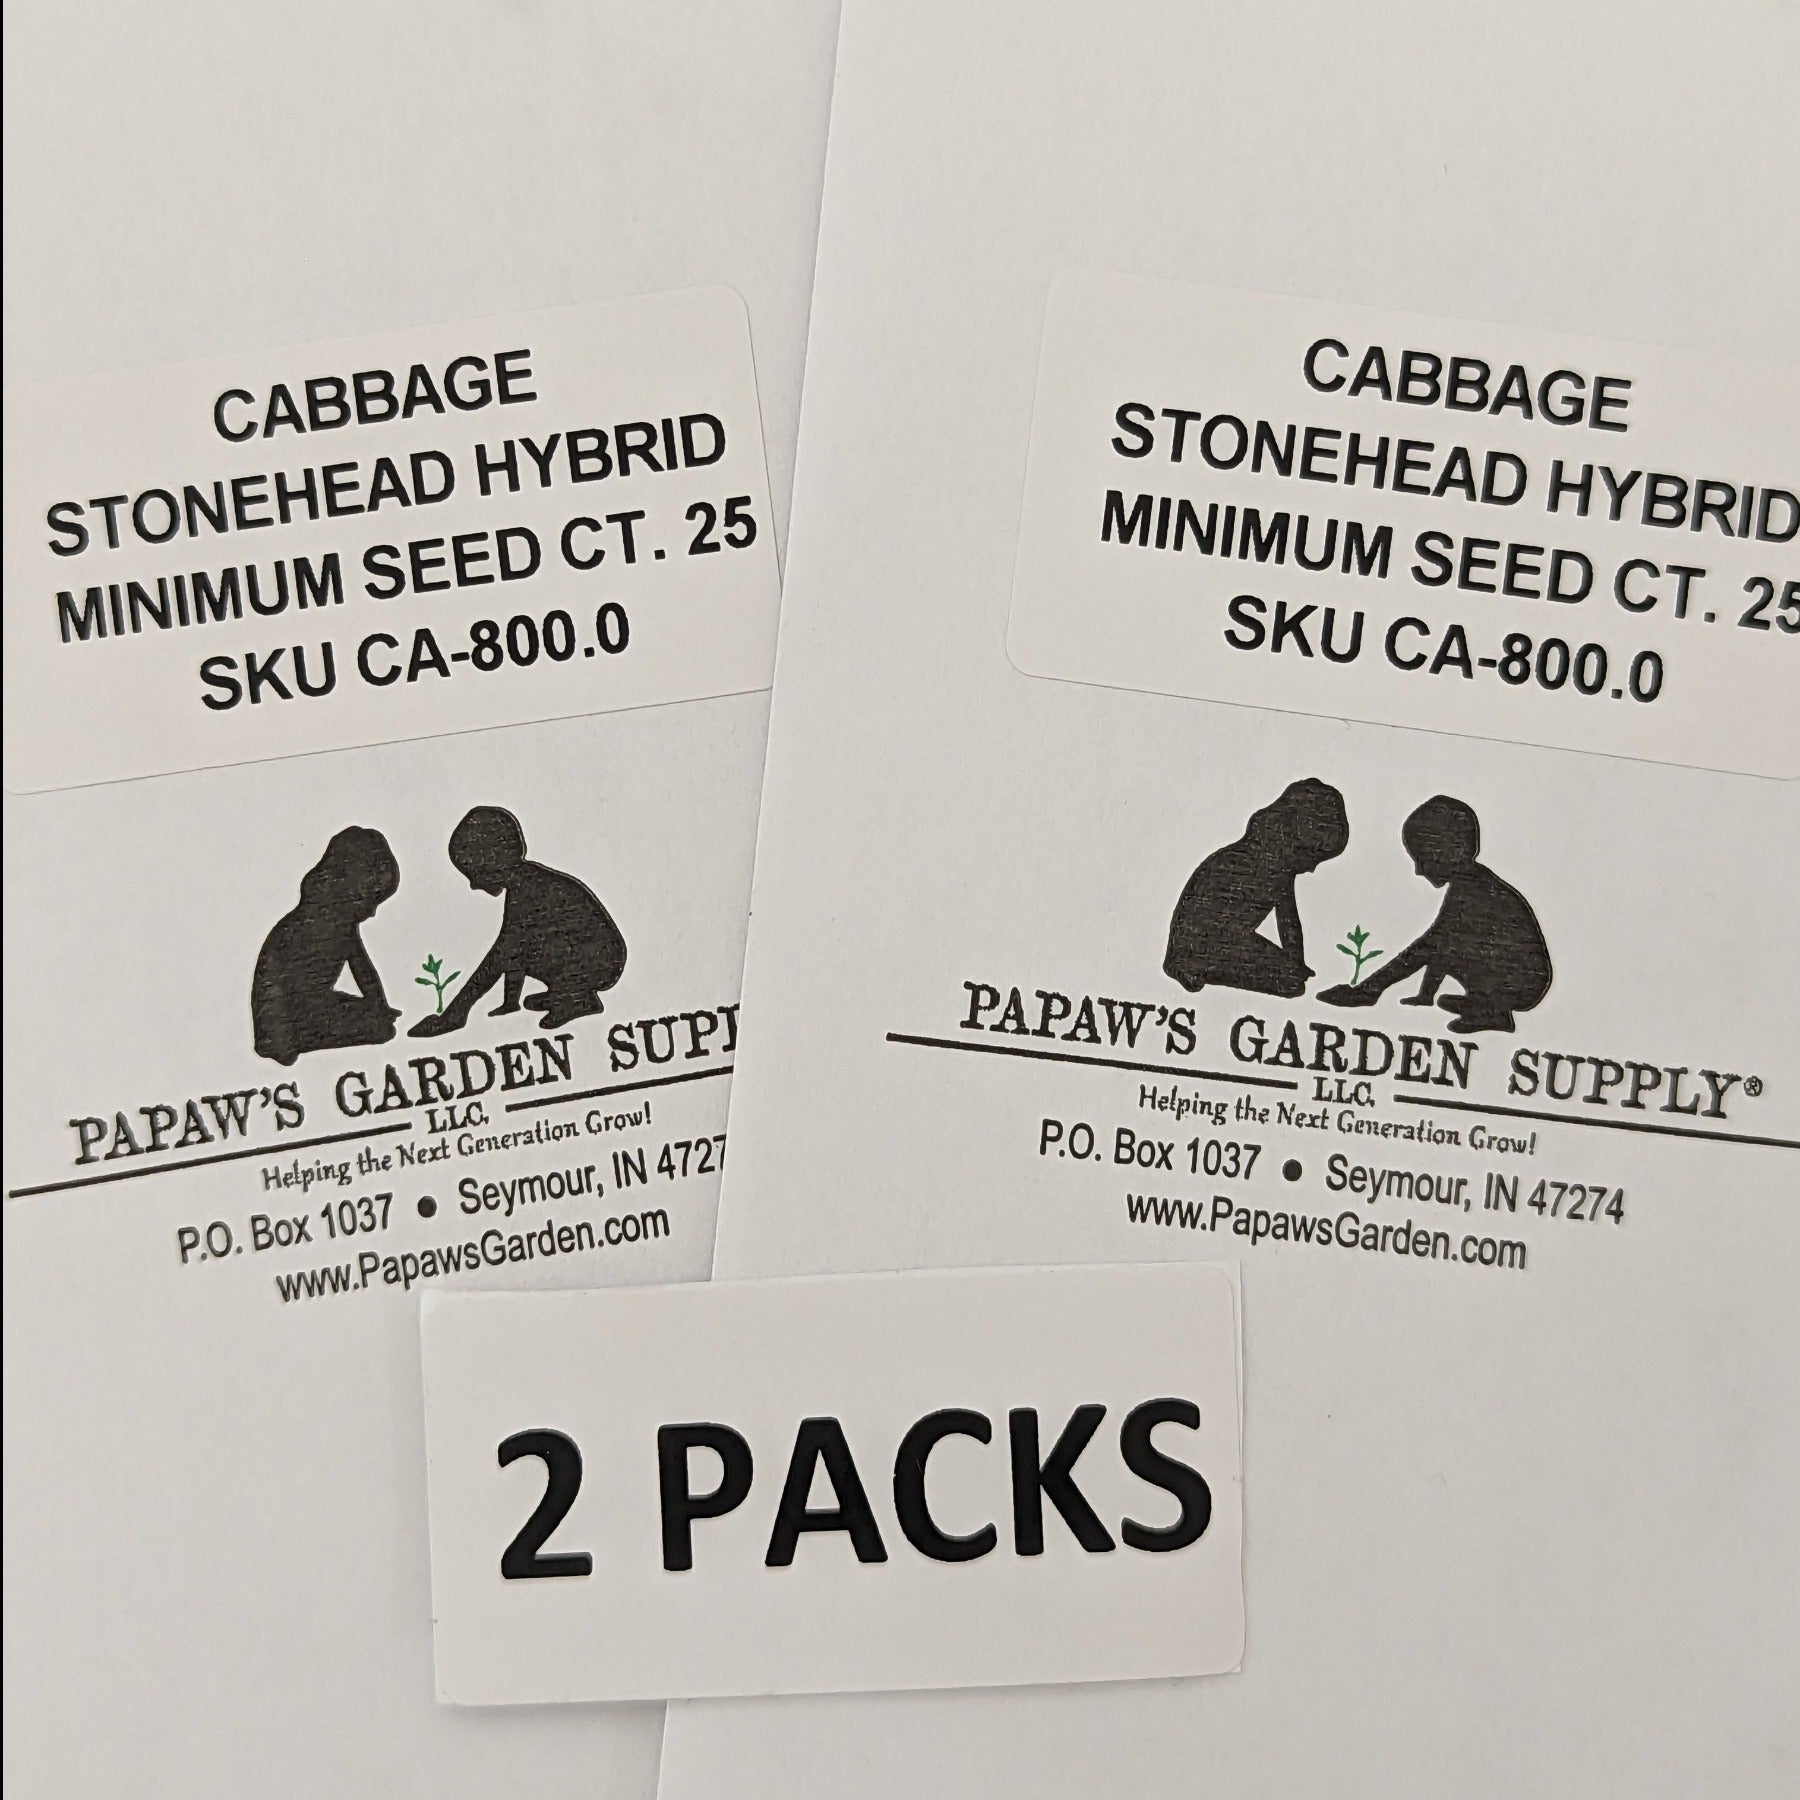 CABBAGE
STONEHEAD HYBRID
MINIMUM SEED CT. 25
SKU CA-800.0
PAPAW'S GARDEN
LLC.
Helping the Next Generation Grow!
P.O. Box 1037 • Seymour, IN
www.PapawsGarden.com
CABBAGE
STONEHEAD HYBRID
MINIMUM SEED CT. 25
SKU CA-800.0
PAPAW'S GARDEN SUPPLY®
LLC.
Helping the Next Generation Grow!
P.O. Box 1037 • Seymour, IN 47274
www.PapawsGarden.com
2 PACKS